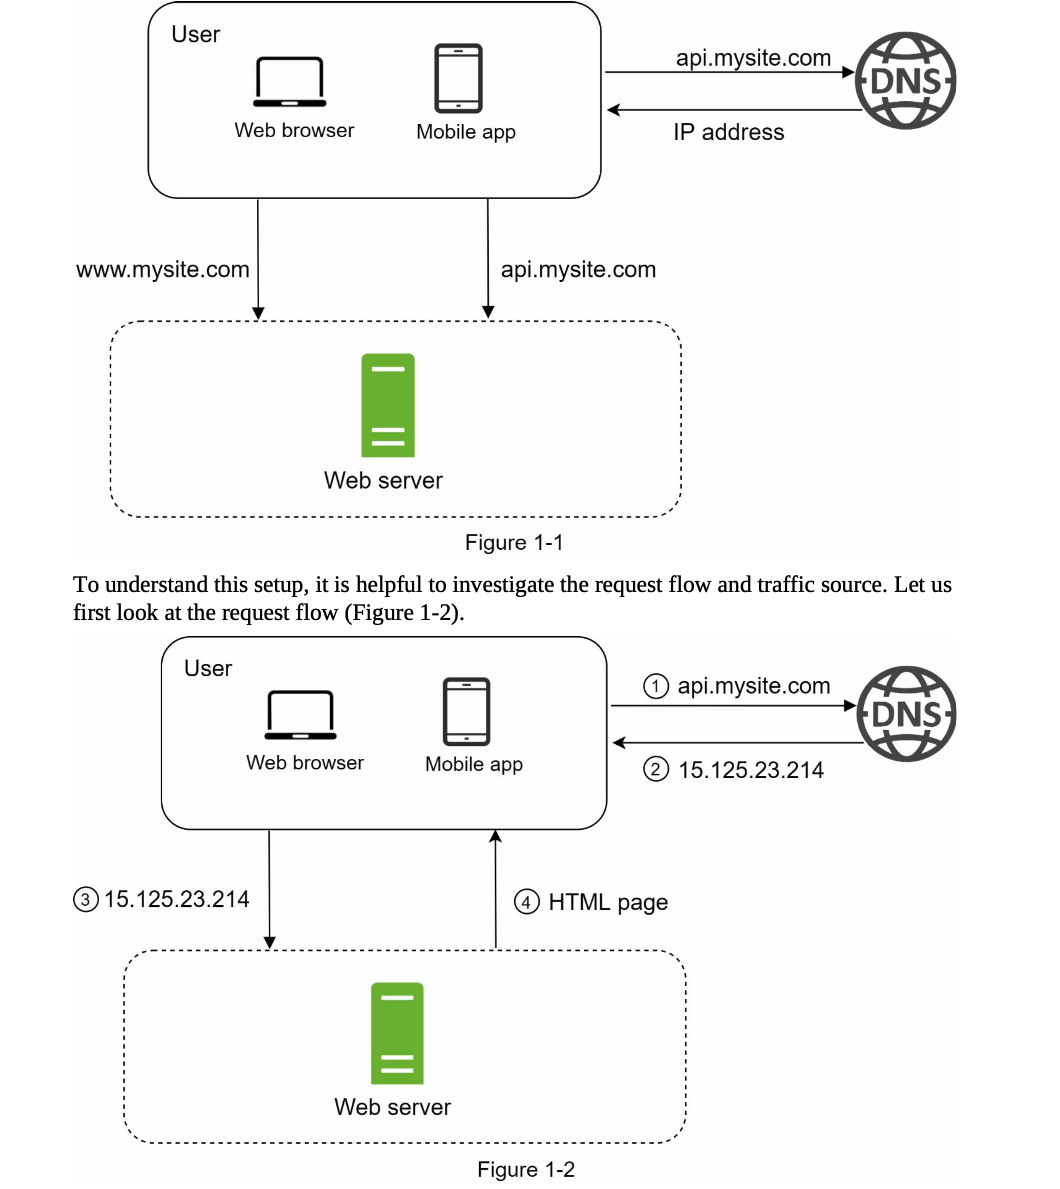 User
Web browser
Mobile app
api.mysite.com
DNS
IP address
www.mysite.com
api.mysite.com
Web server
Figure 1-1
To understand this setup, it is helpful to investigate the request flow and traffic source. Let us
first look at the request flow (Figure 1-2).
User
Web browser
Mobile app
① api.mysite.com
DNS
② 15.125.23.214
③ 15.125.23.214
④ HTML page
Web server
Figure 1-2